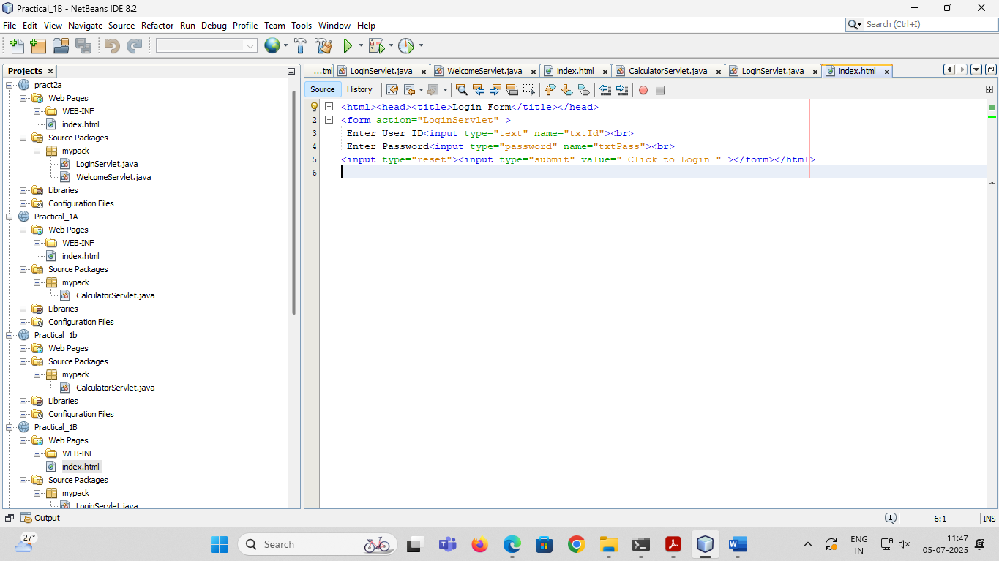 Practical_1B - NetBeans IDE 8.2
File Edit View Navigate Source Refactor Run Debug Profile Team Tools Window Help
Search (Ctrl+I)
Projects
pract2a
Web Pages
WEB-INF
index.html
Source Packages
mypack
LoginServlet.java
WelcomeServlet.java
Libraries
Configuration Files
Practical_1A
Web Pages
WEB-INF
index.html
Source Packages
mypack
CalculatorServlet.java
Libraries
Configuration Files
Practical_1b
Web Pages
Source Packages
mypack
CalculatorServlet.java
Libraries
Configuration Files
Practical_1B
Web Pages
WEB-INF
index.html
Source Packages
mypack
LoginServlet.java
...tml LoginServlet.java WelcomeServlet.java index.html CalculatorServlet.java LoginServlet.java index.html
Source History
<html><head><title>Login Form</title></head>
2 <form action="LoginServlet" >
3 Enter User ID<input type="text" name="txtId"><br>
4 Enter Password<input type="password" name="txtPass"><br>
5 <input type="reset"><input type="submit" value=" Click to Login " ></form></html>
6
Output
1 6:1 INS
27°
Search
ENG
IN
11:47
05-07-2025